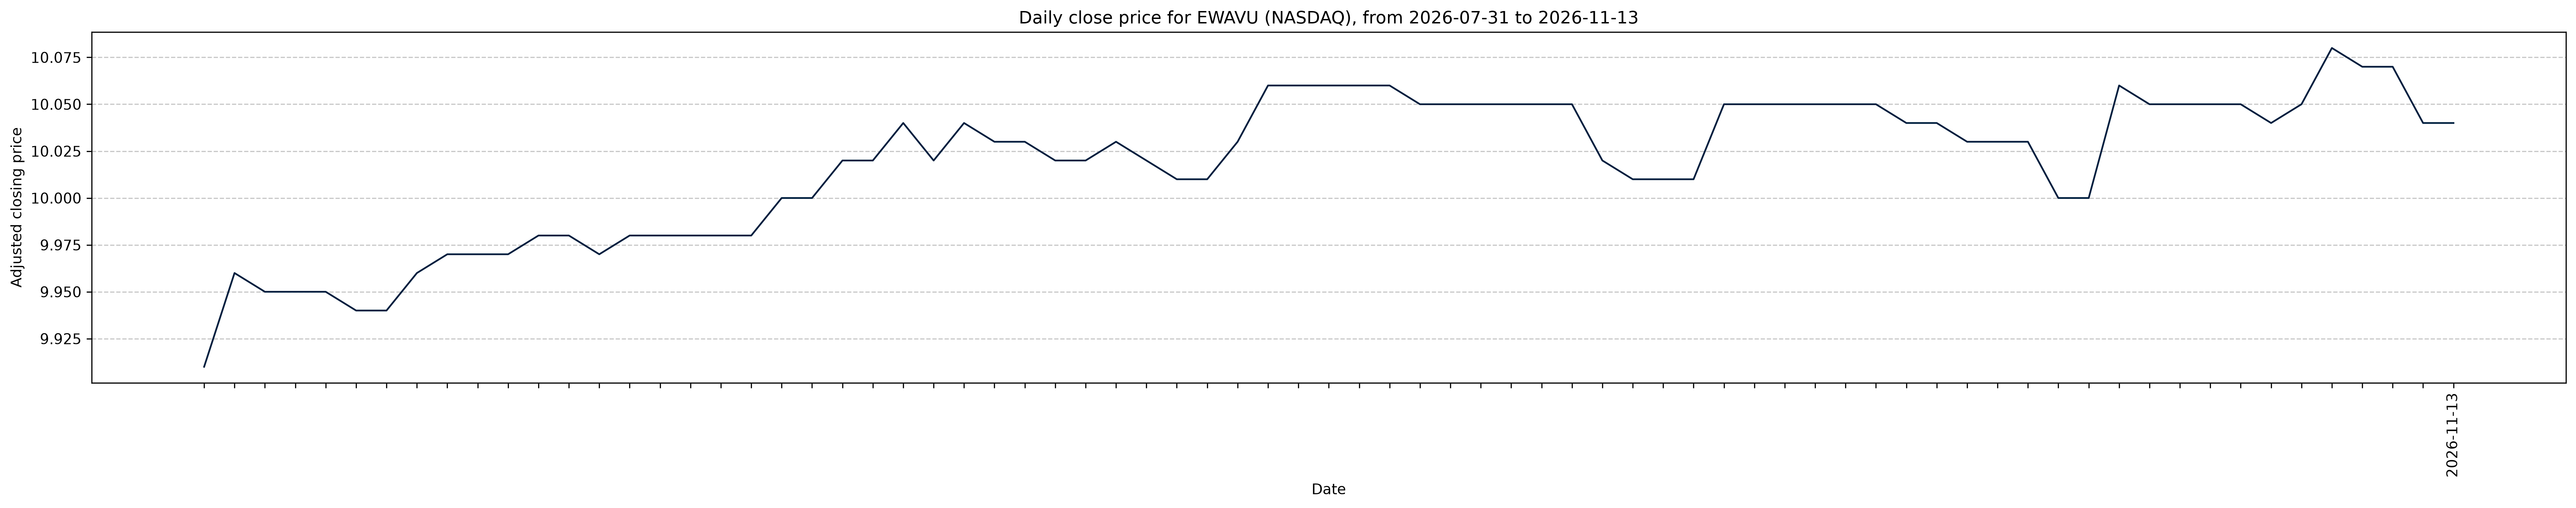 Daily close price for EWAVU (NASDAQ), from 2026-07-31 to 2026-11-13
Adjusted closing price
10.075
10.050
10.025
10.000
9.975
9.950
9.925
2026-11-13
Date